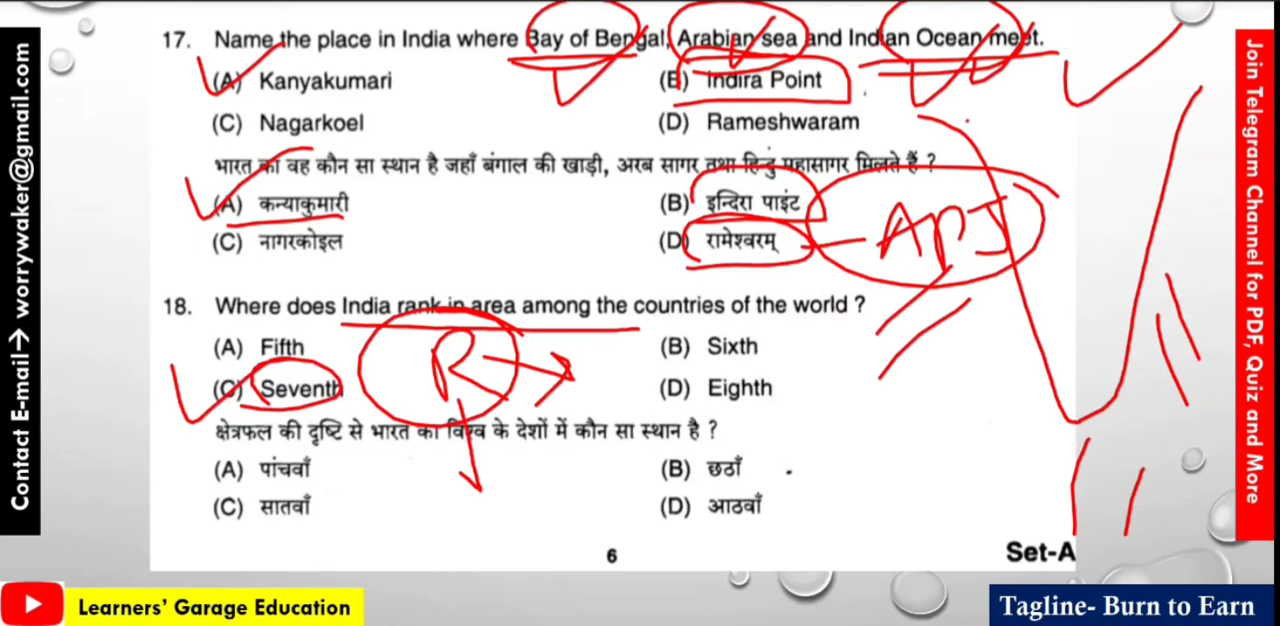 17. Name the place in India where Bay of Bengal, Arabian sea and Indian Ocean meet.
(A) Kanyakumari
(B) Indira Point
(C) Nagarkoel
(D) Rameshwaram
भारत का वह कौन सा स्थान है जहाँ बंगाल की खाड़ी, अरब सागर तथा हिन्दु महासागर मिलते हैं ?
(A) कन्याकुमारी
(B) इन्दिरा पाइंट
(C) नागरकोइल
(D) रामेश्वरम्
APJ
18. Where does India rank in area among the countries of the world ?
(A) Fifth
(B) Sixth
(C) Seventh
(D) Eighth
R
क्षेत्रफल की दृष्टि से भारत का विश्व के देशों में कौन सा स्थान है ?
(A) पांचवाँ
(B) छठाँ
(C) सातवाँ
(D) आठवाँ
6
Set-A
Contact E-mail→ worrywaker@gmail.com
Join Telegram Channel for PDF, Quiz and More
Learners' Garage Education
Tagline- Burn to Earn